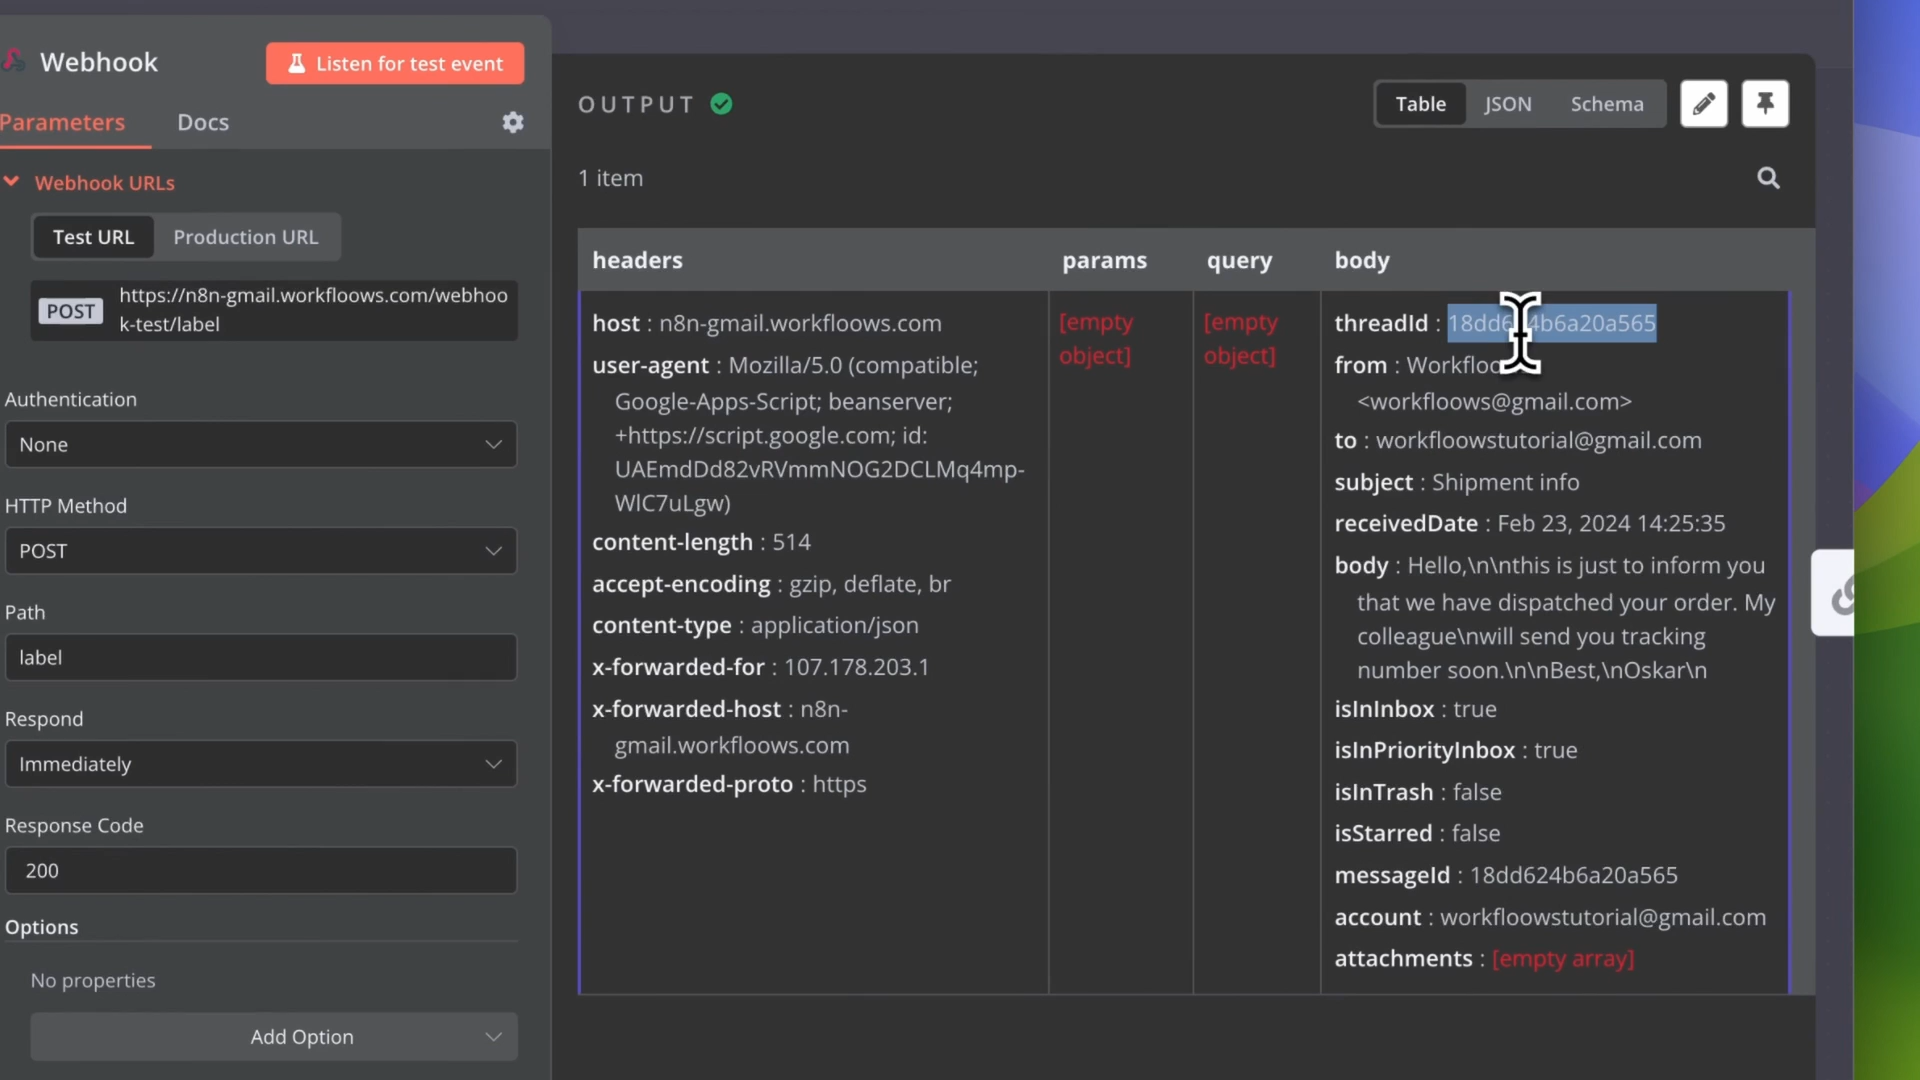 Webhook
Listen for test event
Parameters
Docs
Webhook URLs
Test URL
Production URL
POST
https://n8n-gmail.workfloows.com/webhoo
k-test/label
Authentication
None
HTTP Method
POST
Path
label
Respond
Immediately
Response Code
200
Options
No properties
Add Option
OUTPUT
Table
JSON
Schema
1 item
headers
params
query
body
host : n8n-gmail.workfloows.com
user-agent : Mozilla/5.0 (compatible;
Google-Apps-Script; beanserver;
+https://script.google.com; id:
UAEmdDd82vRVmmNOG2DCLMq4mp-
WlC7uLgw)
content-length : 514
accept-encoding : gzip, deflate, br
content-type : application/json
x-forwarded-for : 107.178.203.1
x-forwarded-host : n8n-
gmail.workfloows.com
x-forwarded-proto : https
[empty
object]
[empty
object]
threadId : 18dd624b6a20a565
from :
<workfloows@gmail.com>
to : workfloowstutorial@gmail.com
subject : Shipment info
receivedDate : Feb 23, 2024 14:25:35
body : Hello,\n\nthis is just to inform you
that we have dispatched your order. My
colleague\nwill send you tracking
number soon.\n\nBest,\nOskar\n
isInInbox : true
isInPriorityInbox : true
isInTrash : false
isStarred : false
messageId : 18dd624b6a20a565
account : workfloowstutorial@gmail.com
attachments : [empty array]